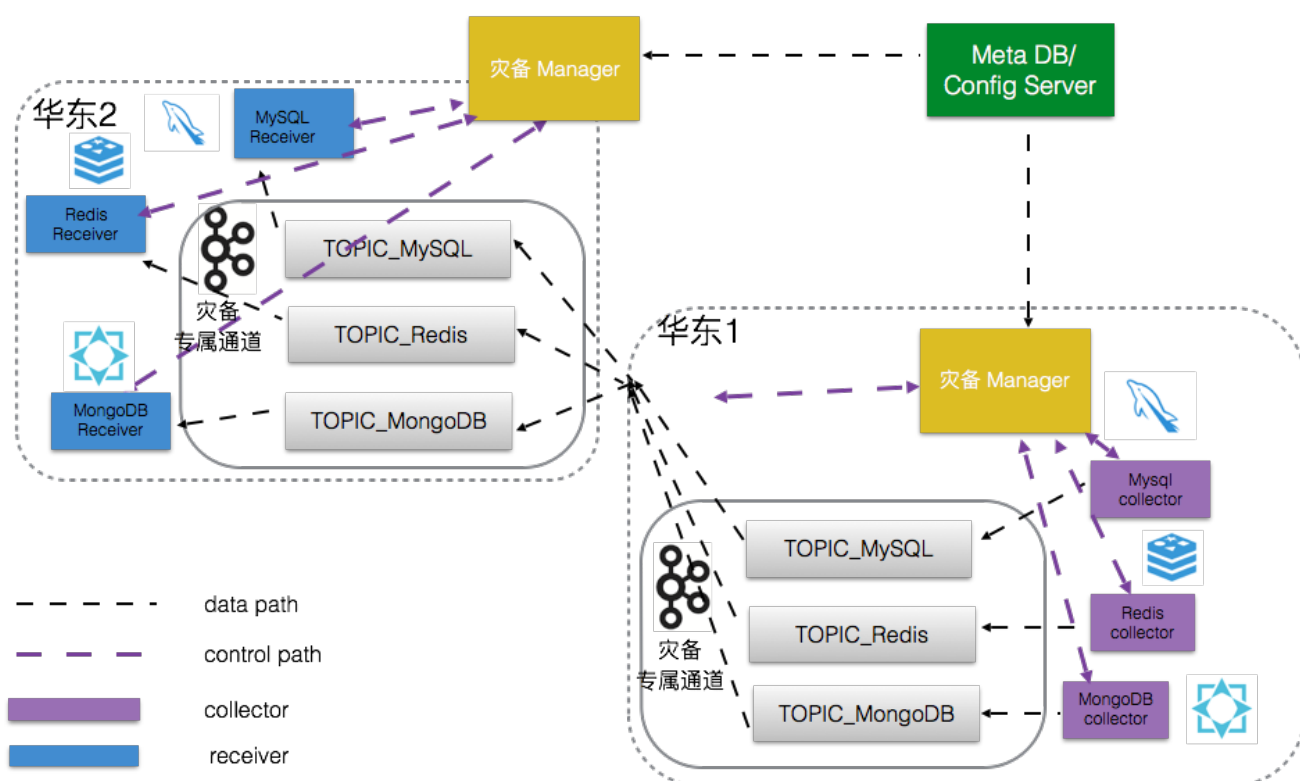 灾备 Manager
Meta DB/
Config Server
华东2
MySQL
Receiver
Redis
Receiver
TOPIC_MySQL
灾备
专属通道
TOPIC_Redis
MongoDB
Receiver
TOPIC_MongoDB
华东1
灾备 Manager
Mysql
collector
TOPIC_MySQL
Redis
collector
TOPIC_Redis
灾备
专属通道
MongoDB
collector
TOPIC_MongoDB
data path
control path
collector
receiver